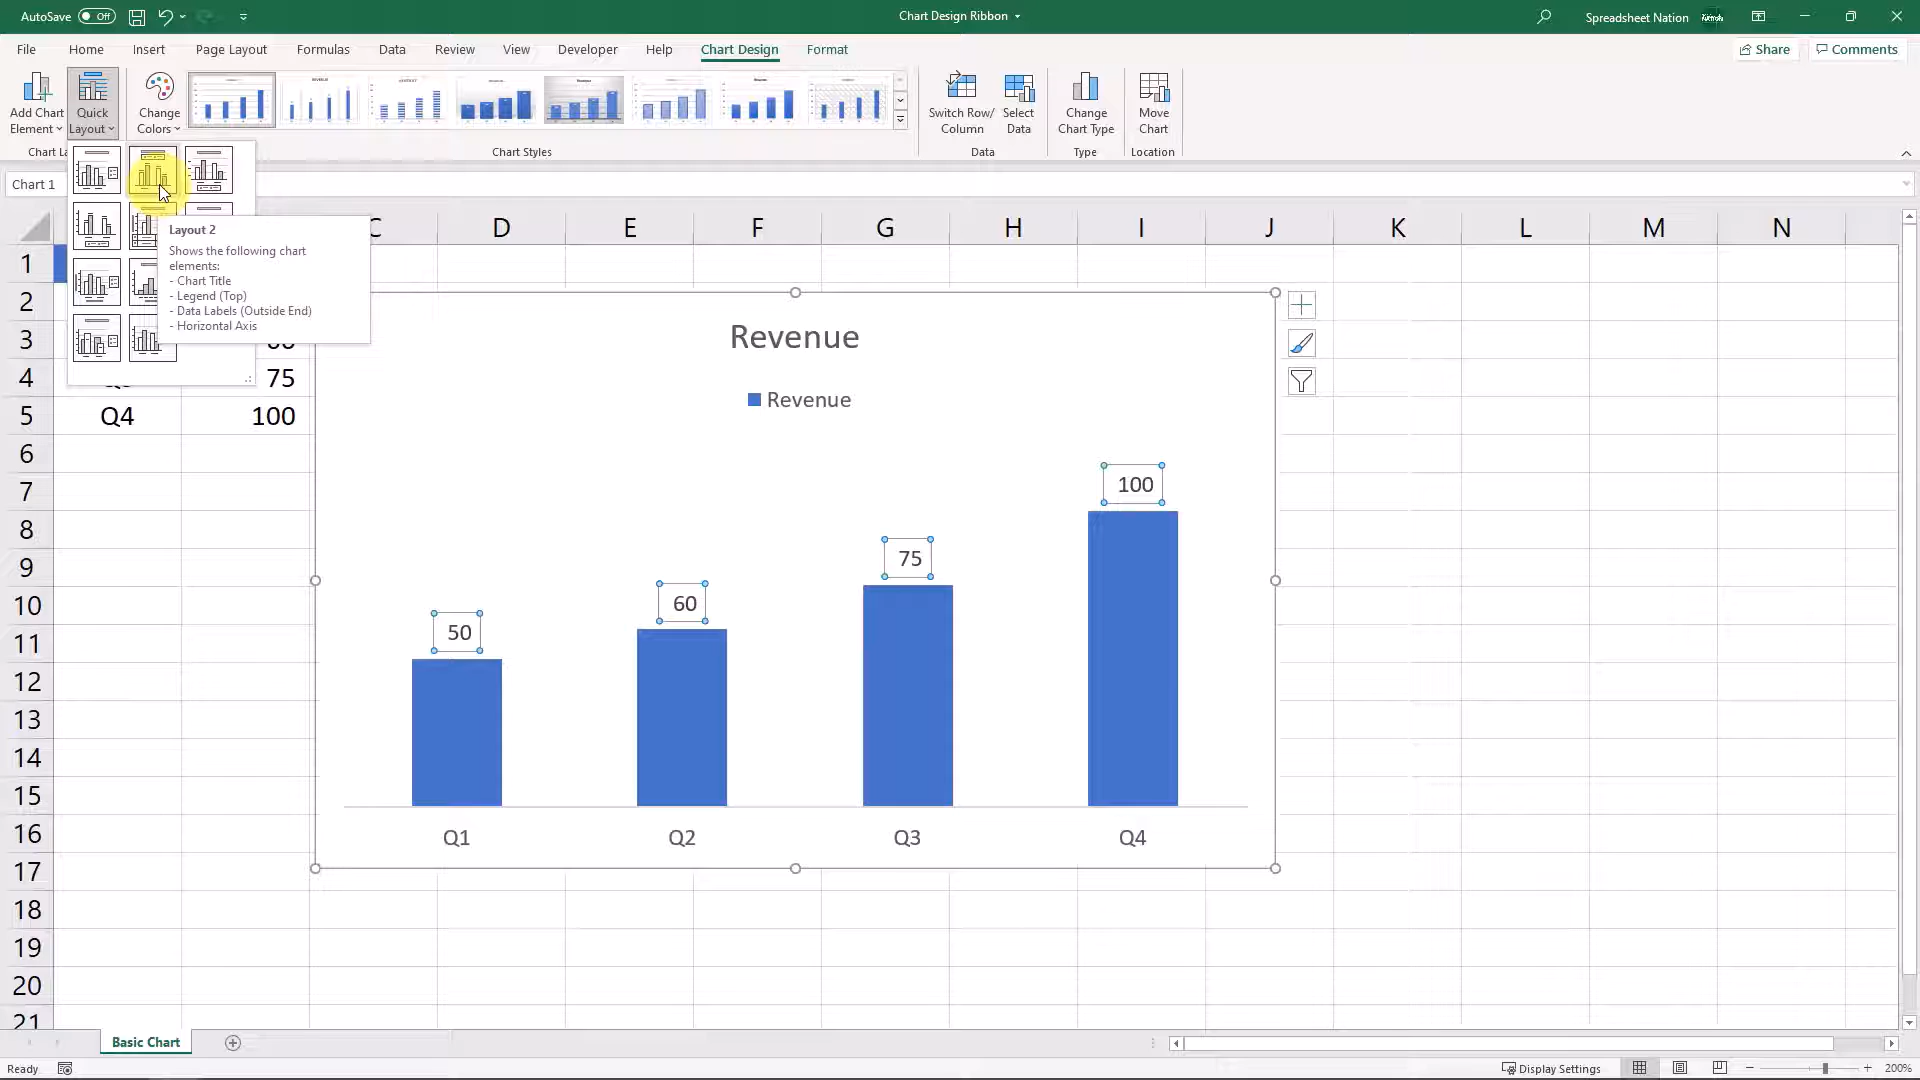 AutoSave Off
Chart Design Ribbon
Spreadsheet Nation
File Home Insert Page Layout Formulas Data Review View Developer Help Chart Design Format
Share Comments
Add Chart Element
Quick Layout
Change Colors
Switch Row/ Column
Select Data
Change Chart Type
Move Chart
Chart La
Chart Styles
Data
Type
Location
Chart 1
C D E F G H I J K L M N
Layout 2
Shows the following chart
elements:
- Chart Title
- Legend (Top)
- Data Labels (Outside End)
- Horizontal Axis
1
2
3
4 75
5 Q4 100
6
7
8
9
10
11
12
13
14
15
16
17
18
19
20
21
Revenue
Revenue
50
60
75
100
Q1 Q2 Q3 Q4
Basic Chart
Ready
Display Settings
200%